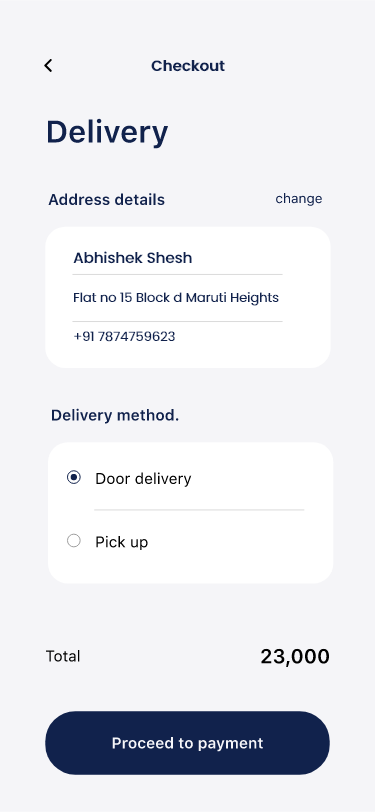 Checkout
Delivery
Address details
change
Abhishek Shesh
Flat no 15 Block d Maruti Heights
+91 7874759623
Delivery method.
Door delivery
Pick up
Total
23,000
Proceed to payment